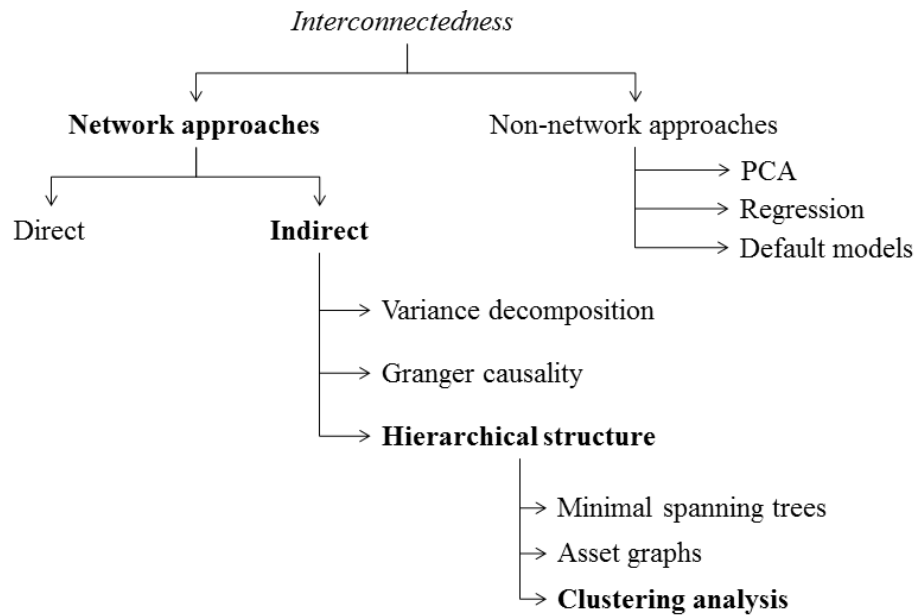 Interconnectedness
Network approaches
Non-network approaches
PCA
Regression
Default models
Direct
Indirect
Variance decomposition
Granger causality
Hierarchical structure
Minimal spanning trees
Asset graphs
Clustering analysis